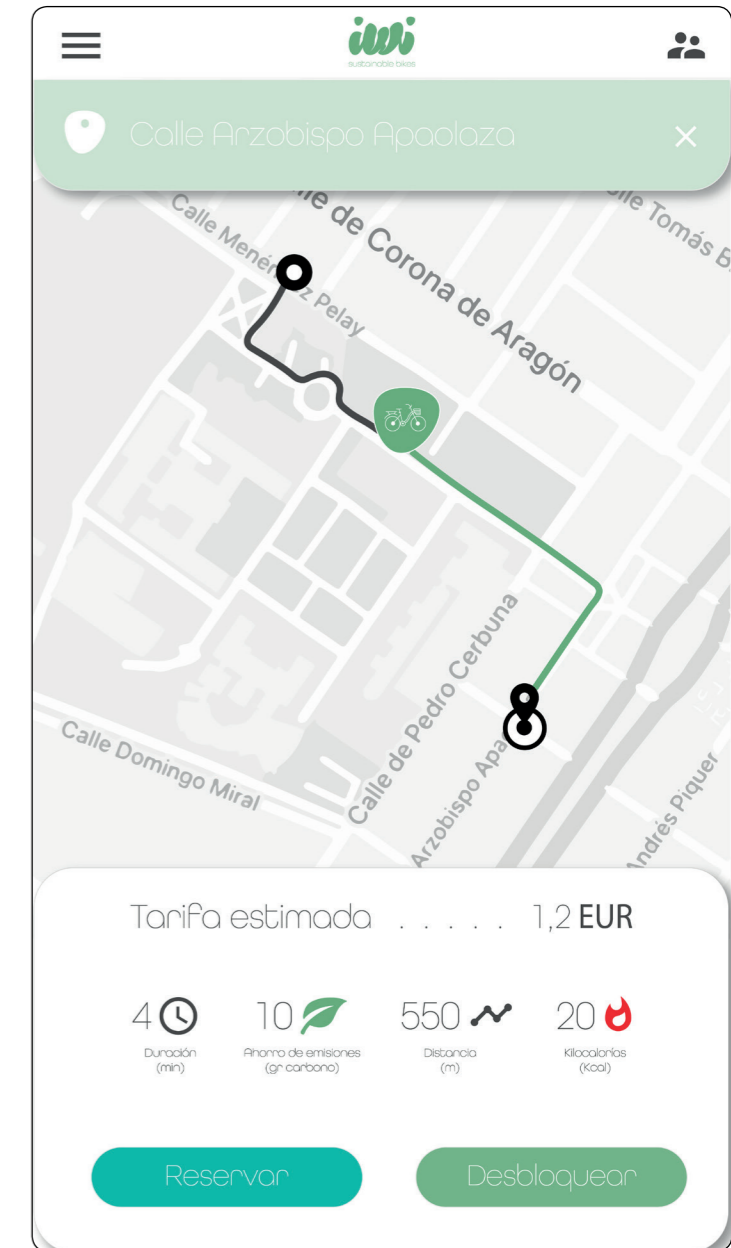 iwi
sustainable bikes
Calle Arzobispo Apaolaza
lle de Corona de Aragón
Calle Tomás B
Calle Menénd
z Pelay
Calle de Pedro Cerbuna
Calle Domingo Miral
Arzobispo Apa
Andrés Piquer
Tarifa estimada . . . . . 1,2 EUR
4 10 550 20
Duración Ahorro de emisiones Distancia Kilocalorías
(min) (gr carbono) (m) (Kcal)
Reservar Desbloquear